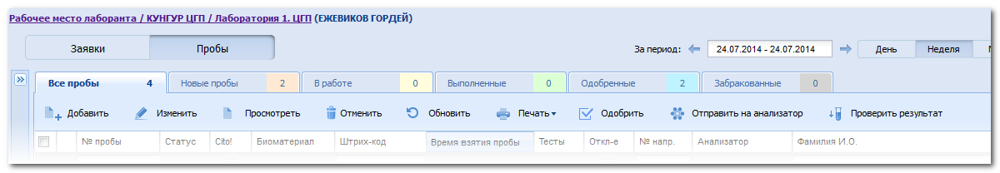 Рабочее место лаборанта / КУНГУР ЦГП / Лаборатория 1. ЦГП (ЕЖЕВИКОВ ГОРДЕЙ)
Заявки Пробы За период: 24.07.2014 - 24.07.2014 День Неделя
Все пробы 4 Новые пробы 2 В работе 0 Выполненные 0 Одобренные 2 Забракованные 0
Добавить Изменить Просмотреть Отменить Обновить Печать Одобрить Отправить на анализатор Проверить результат
№ пробы Статус Cito! Биоматериал Штрих-код Время взятия пробы Тесты Откл-е № напр. Анализатор Фамилия И.О.